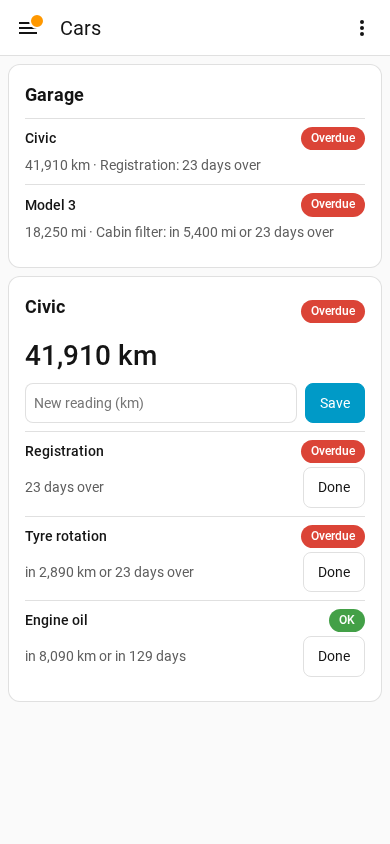 Cars
Garage
Civic
Overdue
41,910 km · Registration: 23 days over
Model 3
Overdue
18,250 mi · Cabin filter: in 5,400 mi or 23 days over
Civic
Overdue
41,910 km
New reading (km)
Save
Registration
Overdue
23 days over
Done
Tyre rotation
Overdue
in 2,890 km or 23 days over
Done
Engine oil
OK
in 8,090 km or in 129 days
Done